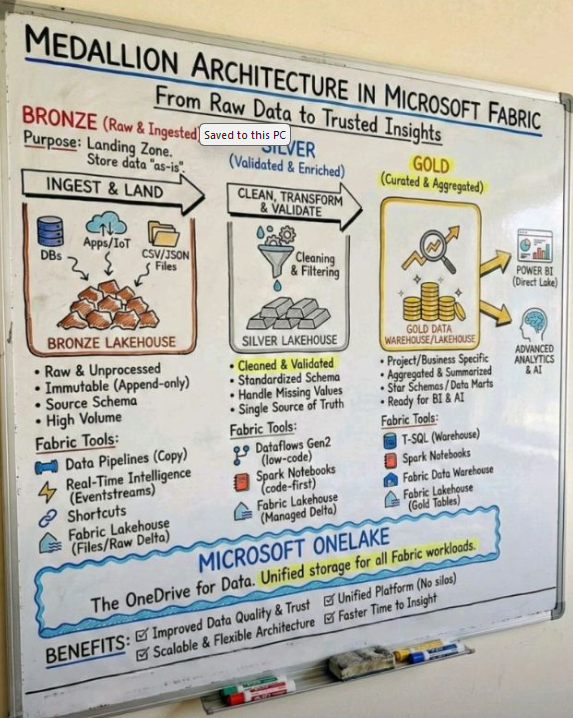 MEDALLION ARCHITECTURE IN MICROSOFT FABRIC
From Raw Data to Trusted Insights
BRONZE (Raw & Ingested)
Purpose: Landing Zone.
Store data "as-is".
INGEST & LAND
DBs
Apps/IoT
CSV/JSON
Files
BRONZE LAKEHOUSE
• Raw & Unprocessed
• Immutable (Append-only)
• Source Schema
• High Volume
Fabric Tools:
Data Pipelines (Copy)
Real-Time Intelligence
(Eventstreams)
Shortcuts
Fabric Lakehouse
(Files/Raw Delta)
Saved to this PC
SILVER
(Validated & Enriched)
CLEAN, TRANSFORM
& VALIDATE
Cleaning
& Filtering
SILVER LAKEHOUSE
• Cleaned & Validated
• Standardized Schema
• Handle Missing Values
• Single Source of Truth
Fabric Tools:
Dataflows Gen2
(low-code)
Spark Notebooks
(code-first)
Fabric Lakehouse
(Managed Delta)
GOLD
(Curated & Aggregated)
GOLD DATA
WAREHOUSE/LAKEHOUSE
POWER BI
(Direct Lake)
ADVANCED
ANALYTICS
& AI
• Project/Business Specific
• Aggregated & Summarized
• Star Schemas/Data Marts
• Ready for BI & AI
Fabric Tools:
T-SQL (Warehouse)
Spark Notebooks
Fabric Data Warehouse
Fabric Lakehouse
(Gold Tables)
MICROSOFT ONELAKE
The OneDrive for Data. Unified storage for all Fabric workloads.
BENEFITS:
☑ Improved Data Quality & Trust
☑ Scalable & Flexible Architecture
☑ Unified Platform (No silos)
☑ Faster Time to Insight